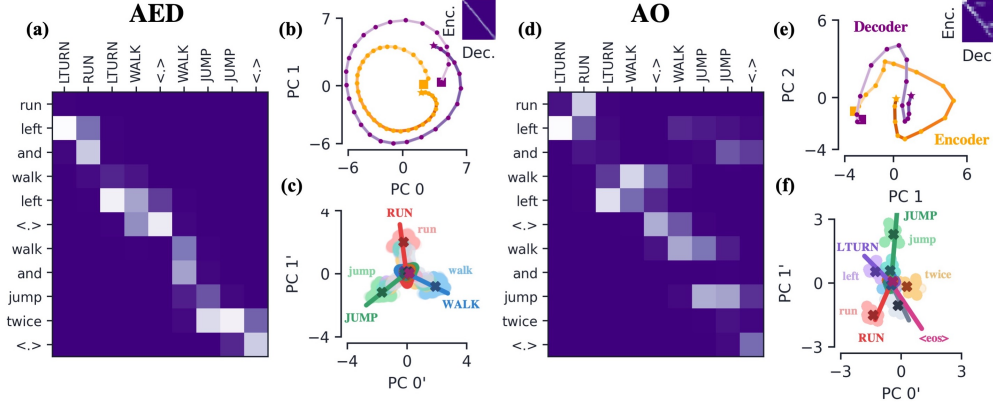 AED
AO
(a)
LTURN
RUN
LTURN
WALK
<.>
WALK
JUMP
JUMP
<.>
run
left
and
walk
left
<.>
walk
and
jump
twice
<.>
(b)
7
0
−6
PC 1
−6
0
7
PC 0
Enc.
Dec.
(c)
4
0
−4
PC 1'
−4
0
4
PC 0'
RUN
run
jump
JUMP
walk
WALK
(d)
LTURN
RUN
LTURN
WALK
<.>
WALK
JUMP
JUMP
<.>
run
left
and
walk
left
<.>
walk
and
jump
twice
<.>
(e)
6
0
−4
PC 2
−4
0
6
PC 1
Decoder
Encoder
Enc.
Dec
(f)
3
0
−3
PC 1'
−3
0
3
PC 0'
JUMP
jump
LTURN
left
twice
run
RUN
<eos>